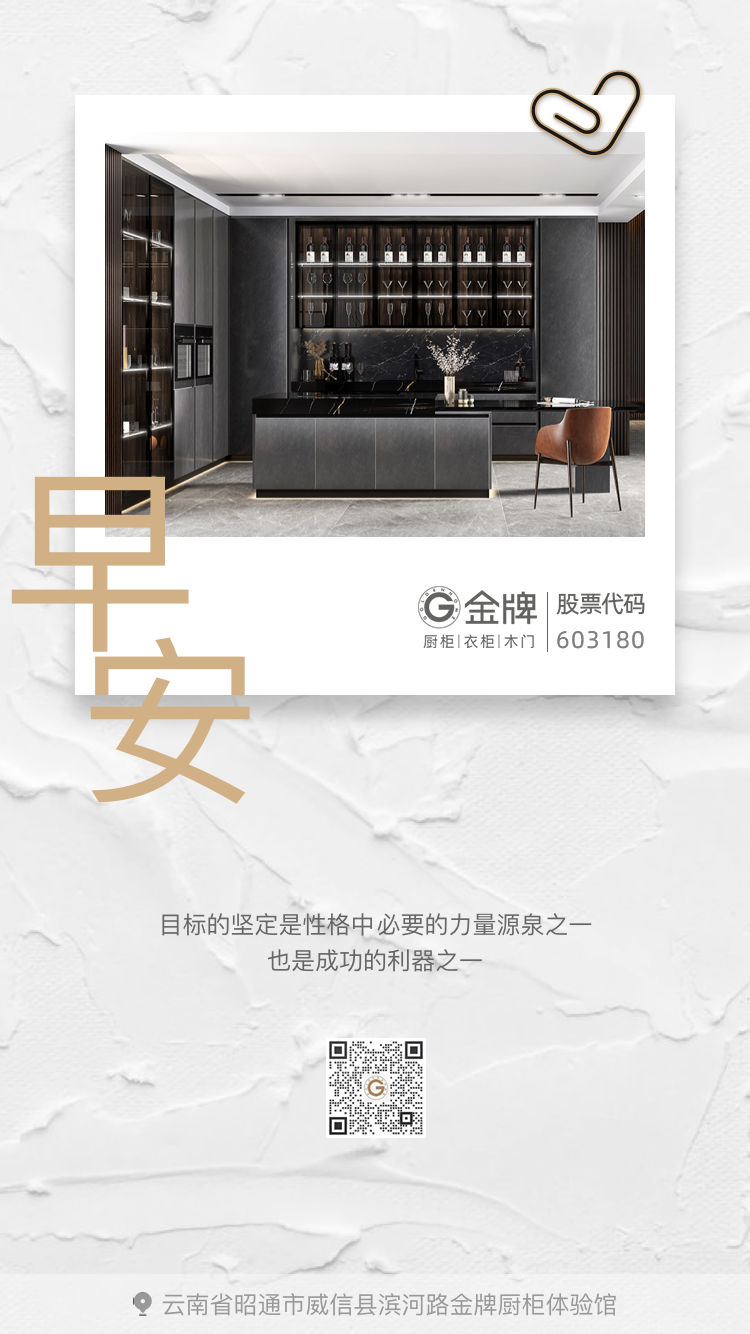 早
安
金牌
厨柜|衣柜|木门
股票代码
603180
目标的坚定是性格中必要的力量源泉之一
也是成功的利器之一
云南省昭通市威信县滨河路金牌厨柜体验馆